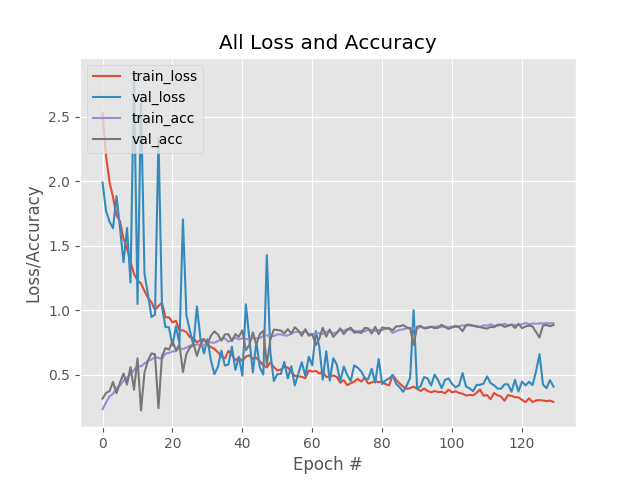 All Loss and Accuracy
train_loss
val_loss
train_acc
val_acc
2.5
2.0
1.5
1.0
0.5
Loss/Accuracy
0 20 40 60 80 100 120
Epoch #